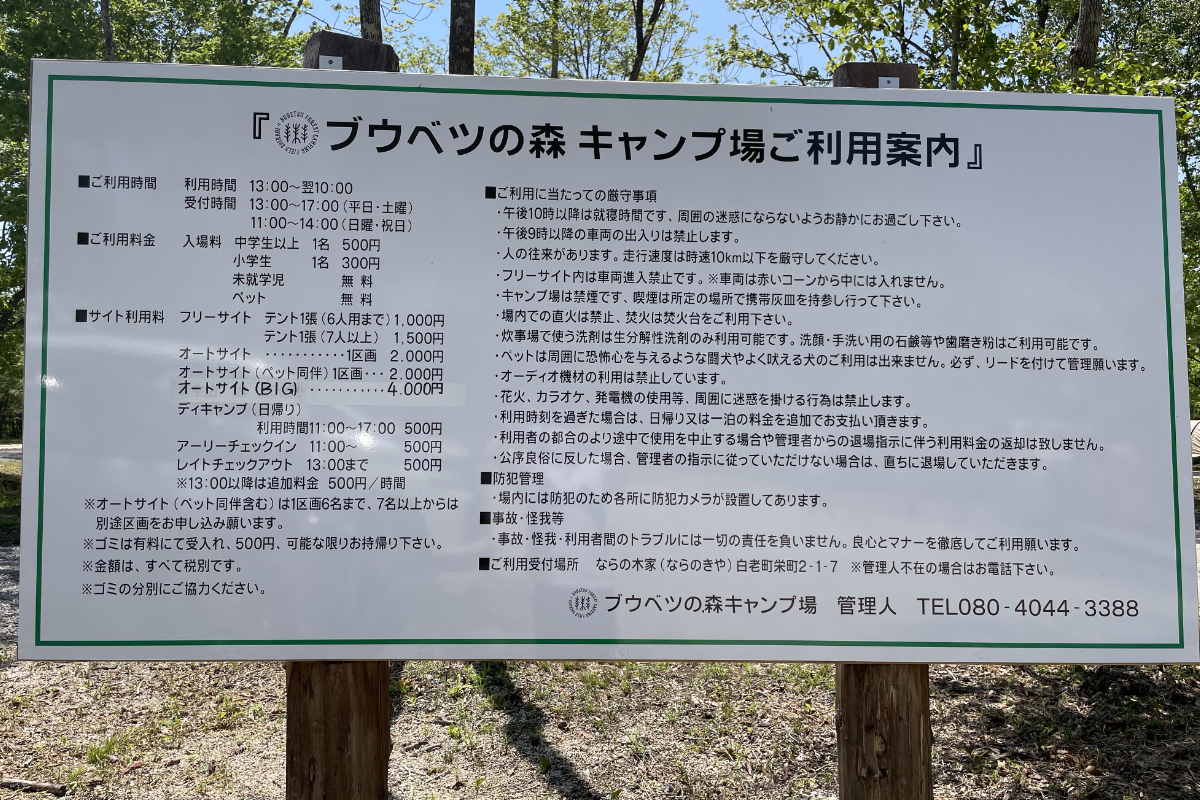 『ブウベツの森 キャンプ場ご利用案内』
■ご利用時間 利用時間 13:00～翌10:00
受付時間 13:00～17:00(平日・土曜)
11:00～14:00(日曜・祝日)
■ご利用料金 入場料 中学生以上 1名 500円
小学生 1名 300円
未就学児 無料
ペット 無料
■サイト利用料 フリーサイト テント1張(6人用まで)1,000円
テント1張(7人以上) 1,500円
オートサイト ・・・・・・・・・・・1区画 2.000円
オートサイト(ペット同伴)1区画・・・2.000円
オートサイト(BIG) ・・・・・・・・・・・4.000円
ディキャンプ(日帰り)
利用時間11:00～17:00 500円
アーリーチェックイン 11:00～ 500円
レイトチェックアウト 13:00まで 500円
※13:00以降は追加料金 500円／時間
※オートサイト(ペット同伴含む)は1区画6名まで、7名以上からは
別途区画をお申し込み願います。
※ゴミは有料にて受入れ、500円、可能な限りお持帰り下さい。
※金額は、すべて税別です。
※ゴミの分別にご協力ください。
■ご利用に当たっての厳守事項
・午後10時以降は就寝時間です、周囲の迷惑にならないようお静かにお過ごし下さい。
・午後9時以降の車両の出入りは禁止します。
・人の往来があります。走行速度は時速10km以下を厳守してください。
・フリーサイト内は車両進入禁止です。※車両は赤いコーンから中には入れません。
・キャンプ場は禁煙です、喫煙は所定の場所で携帯灰皿を持参し行って下さい。
・場内での直火は禁止、焚火は焚火台をご利用下さい。
・炊事場で使う洗剤は生分解性洗剤のみ利用可能です。洗顔・手洗い用の石鹸等や歯磨き粉はご利用可能です。
・ペットは周囲に恐怖心を与えるような闘犬やよく吠える犬のご利用は出来ません。必ず、リードを付けて管理願います。
・オーディオ機材の利用は禁止しています。
・花火、カラオケ、発電機の使用等、周囲に迷惑を掛ける行為は禁止します。
・利用時刻を過ぎた場合は、日帰り又は一泊の料金を追加でお支払い頂きます。
・利用者の都合のより途中で使用を中止する場合や管理者からの退場指示に伴う利用料金の返却は致しません。
・公序良俗に反した場合、管理者の指示に従っていただけない場合は、直ちに退場していただきます。
■防犯管理
・場内には防犯のため各所に防犯カメラが設置してあります。
■事故・怪我等
・事故・怪我・利用者間のトラブルには一切の責任を負いません。良心とマナーを徹底してご利用願います。
■ご利用受付場所 ならの木家(ならのきや)白老町栄町2-1-7 ※管理人不在の場合はお電話下さい。
ブウベツの森キャンプ場 管理人 TEL080-4044-3388